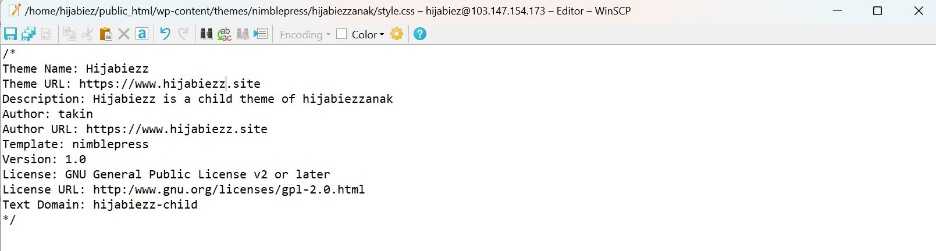 /home/hijabiez/public_html/wp-content/themes/nimblepress/hijabiezzanak/style.css – hijabiez@103.147.154.173 – Editor – WinSCP
Encoding Color
/*
Theme Name: Hijabiezz
Theme URL: https://www.hijabiezz.site
Description: Hijabiezz is a child theme of hijabiezzanak
Author: takin
Author URL: https://www.hijabiezz.site
Template: nimblepress
Version: 1.0
License: GNU General Public License v2 or later
License URL: http:/www.gnu.org/licenses/gpl-2.0.html
Text Domain: hijabiezz-child
*/